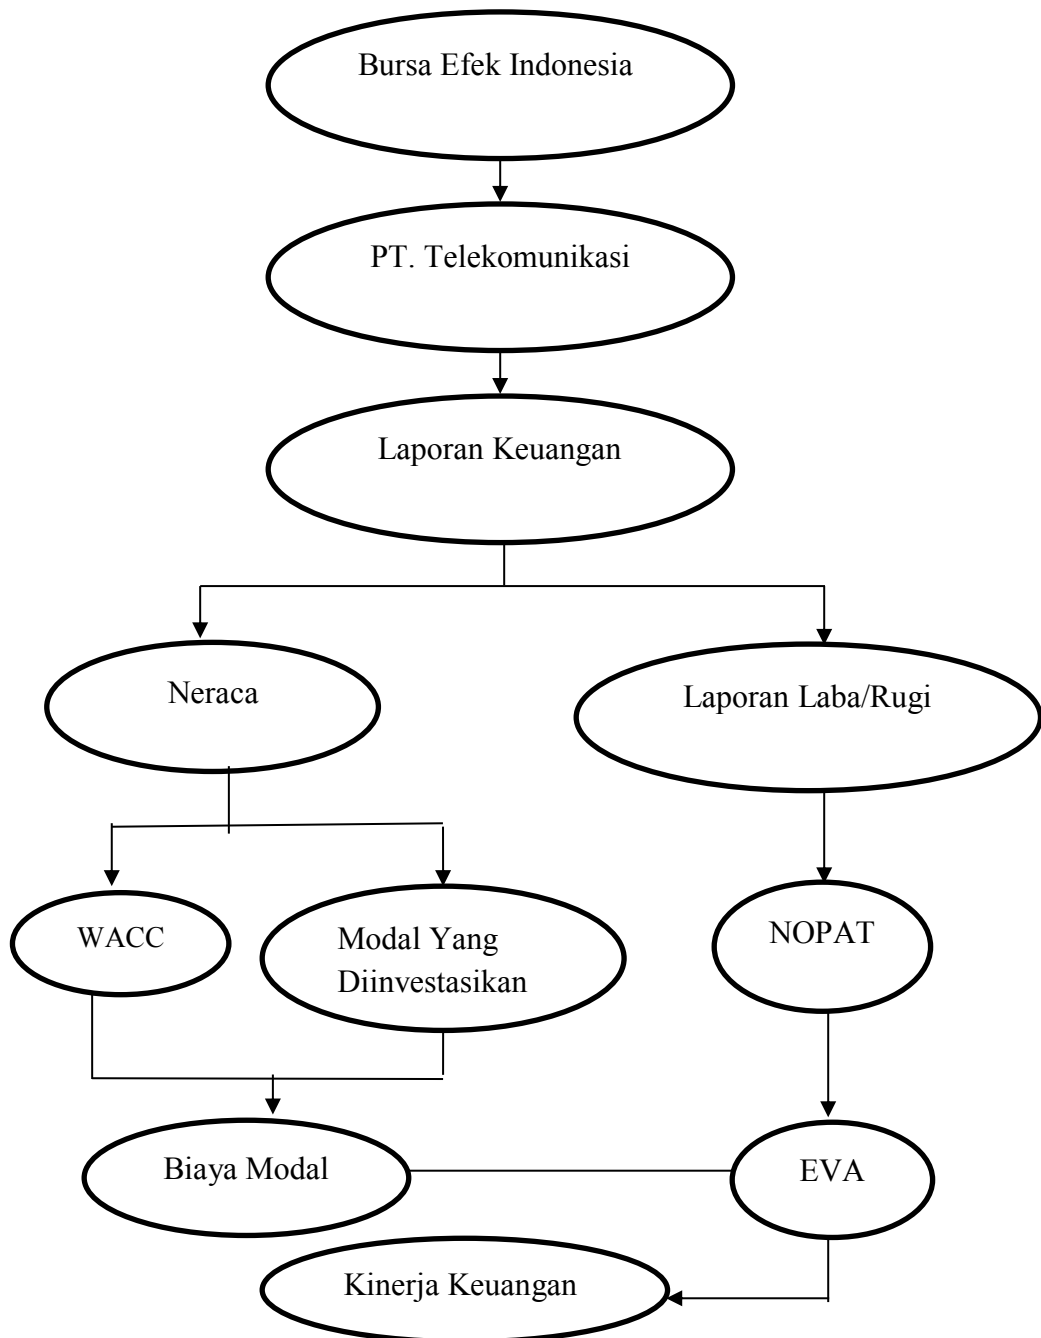 Bursa Efek Indonesia
PT. Telekomunikasi
Laporan Keuangan
Neraca
Laporan Laba/Rugi
WACC
Modal Yang
Diinvestasikan
NOPAT
Biaya Modal
EVA
Kinerja Keuangan